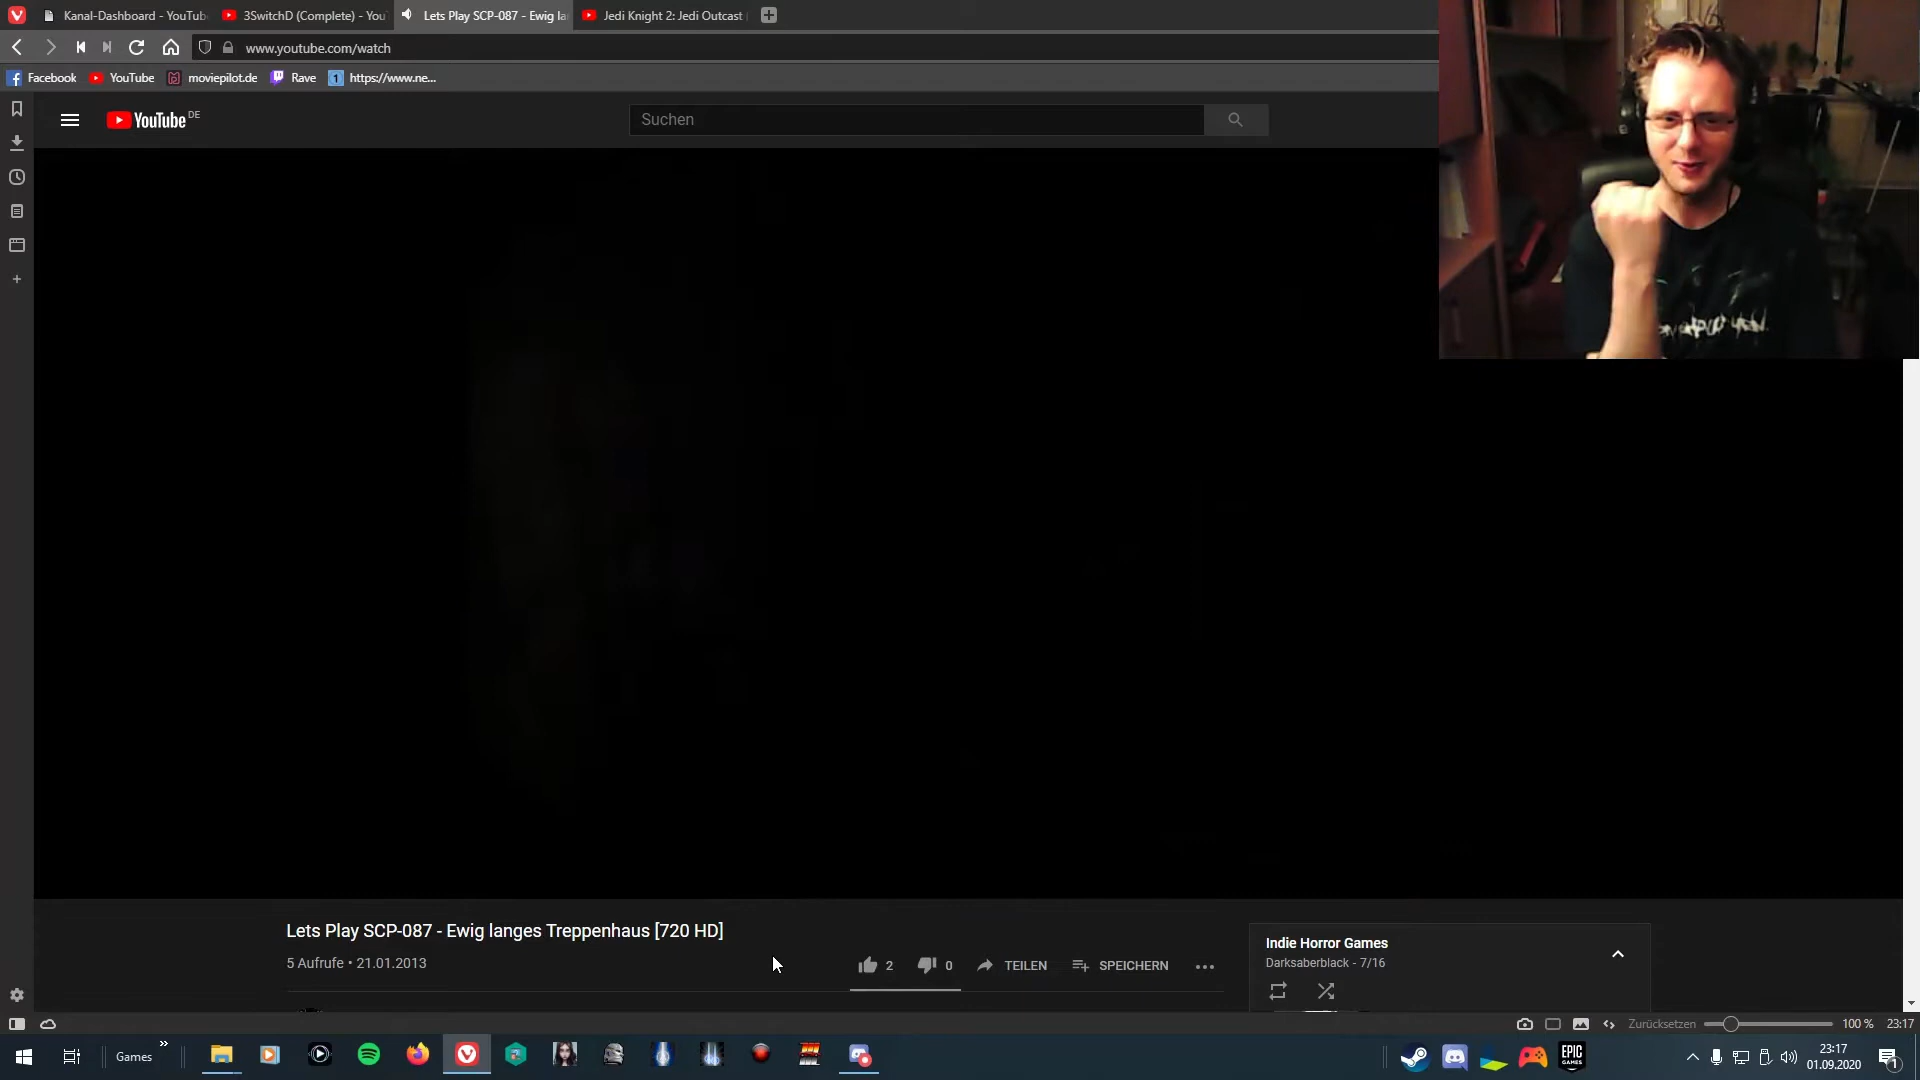 Kanal-Dashboard - YouTub
3SwitchD (Complete) - You
Lets Play SCP-087 - Ewig la
Jedi Knight 2: Jedi Outcast
www.youtube.com/watch
Facebook
YouTube
moviepilot.de
Rave
https://www.ne...
YouTube DE
Suchen
Lets Play SCP-087 - Ewig langes Treppenhaus [720 HD]
5 Aufrufe • 21.01.2013
2
0
TEILEN
SPEICHERN
Indie Horror Games
Darksaberblack - 7/16
Zurücksetzen
100 %
23:17
Games
EPIC
GAMES
23:17
01.09.2020
1